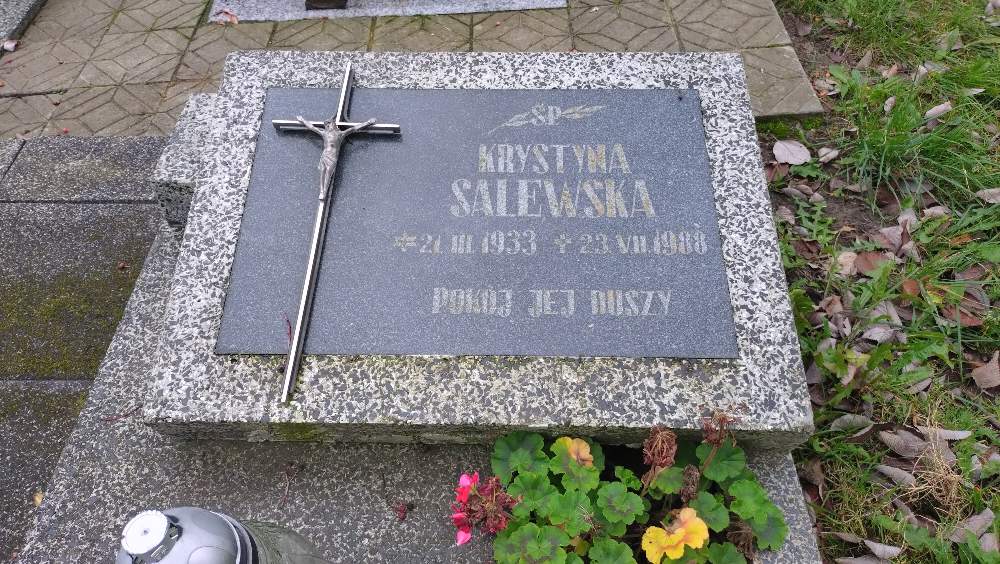 ŚP
KRYSTYNA
SALEWSKA
* 21 III 1933 ✝ 23 VII 1988
POKÓJ JEJ DUSZY